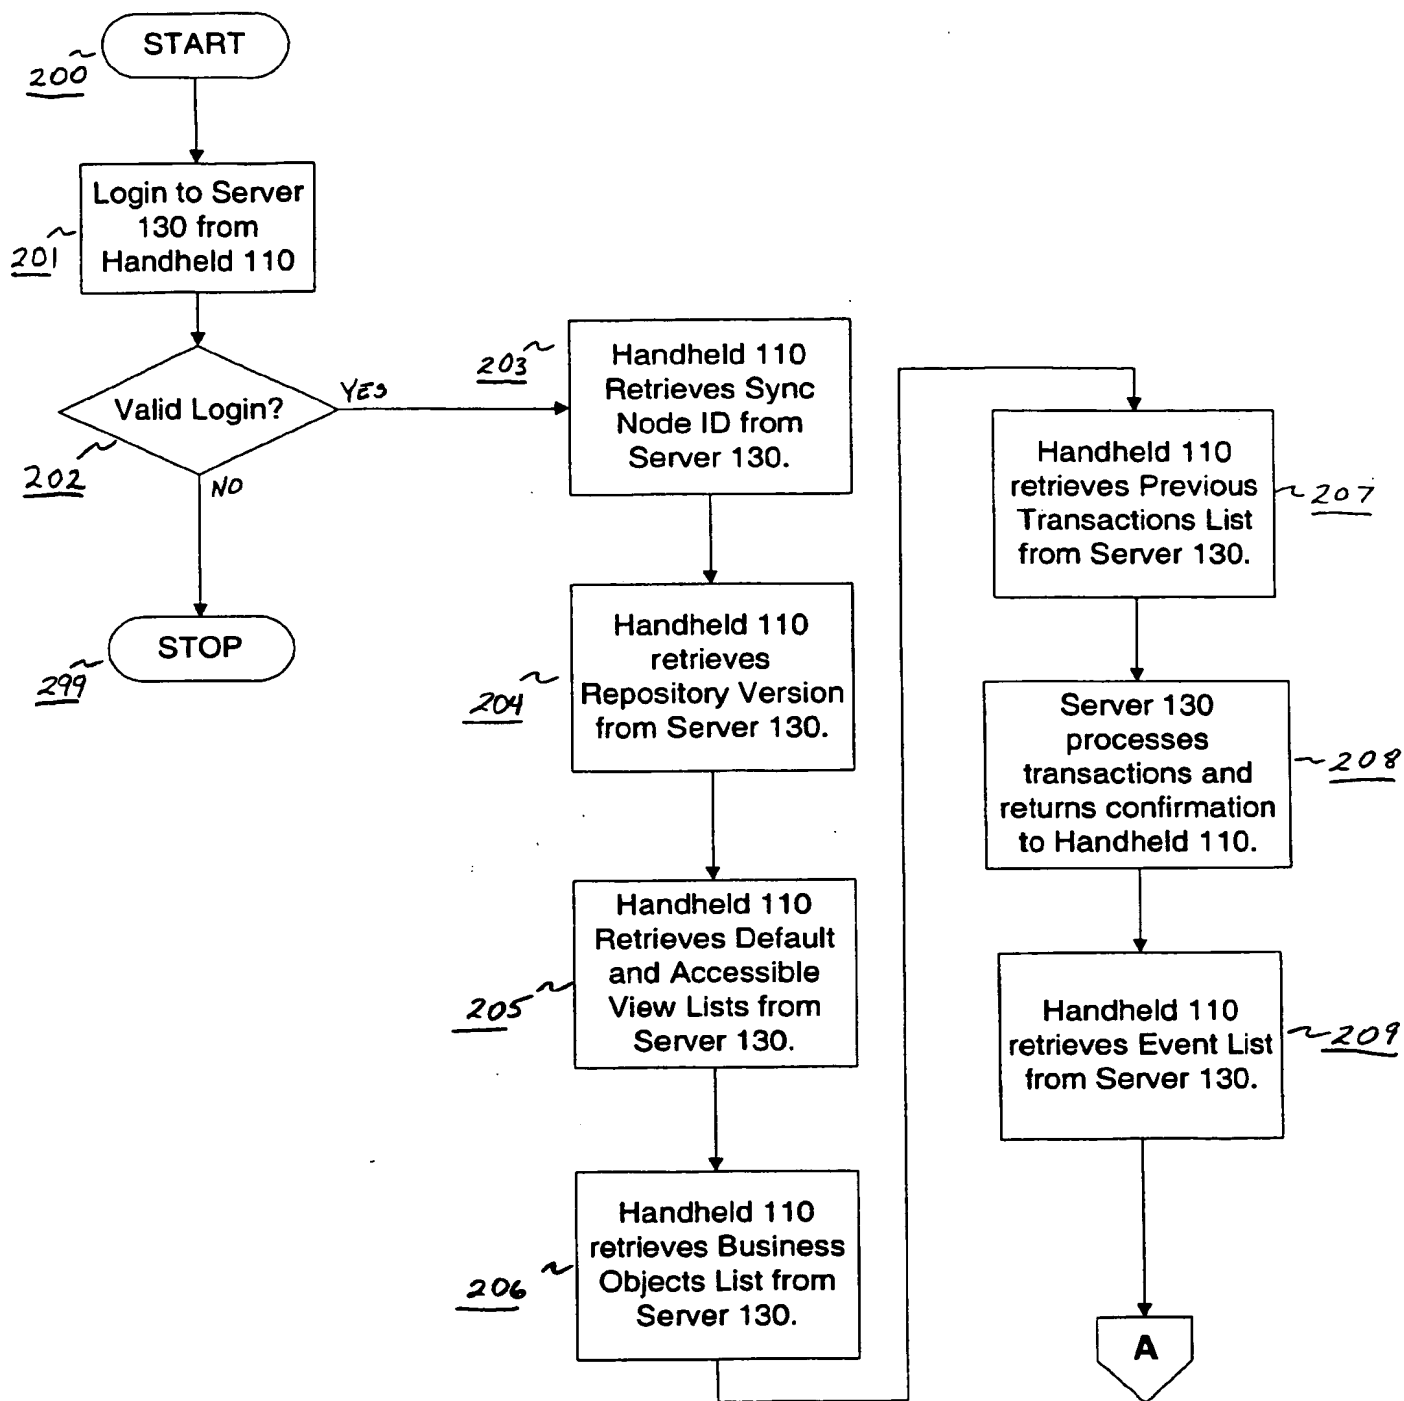 START
200
Login to Server
130 from
Handheld 110
201
Valid Login?
YES
202
NO
STOP
299
203
Handheld 110
Retrieves Sync
Node ID from
Server 130.
Handheld 110
retrieves
Repository Version
from Server 130.
204
Handheld 110
Retrieves Default
and Accessible
View Lists from
Server 130.
205
Handheld 110
retrieves Business
Objects List from
Server 130.
206
Handheld 110
retrieves Previous
Transactions List
from Server 130.
207
Server 130
processes
transactions and
returns confirmation
to Handheld 110.
208
Handheld 110
retrieves Event List
from Server 130.
209
A